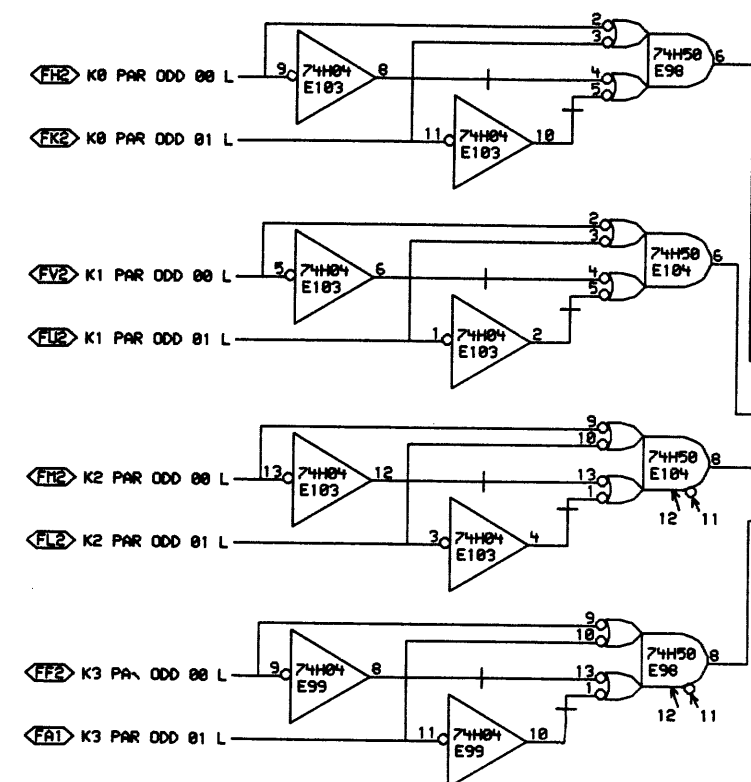 2
3
FH2 K0 PAR ODD 00 L 9 74H04 E103 8 4 74H50 E98 6
5
FK2 K0 PAR ODD 01 L 11 74H04 E103 10
2
3
FV2 K1 PAR ODD 00 L 5 74H04 E103 6 4 74H50 E104 6
5
FU2 K1 PAR ODD 01 L 1 74H04 E103 2
9
10
FM2 K2 PAR ODD 00 L 13 74H04 E103 12 13 74H50 E104 8
1
12 11
FL2 K2 PAR ODD 01 L 3 74H04 E103 4
9
10
FF2 K3 ODD 00 L 9 74H04 E99 8 13 74H50 E98 8
1
12 11
FA1 K3 PAR ODD 01 L 11 74H04 E99 10